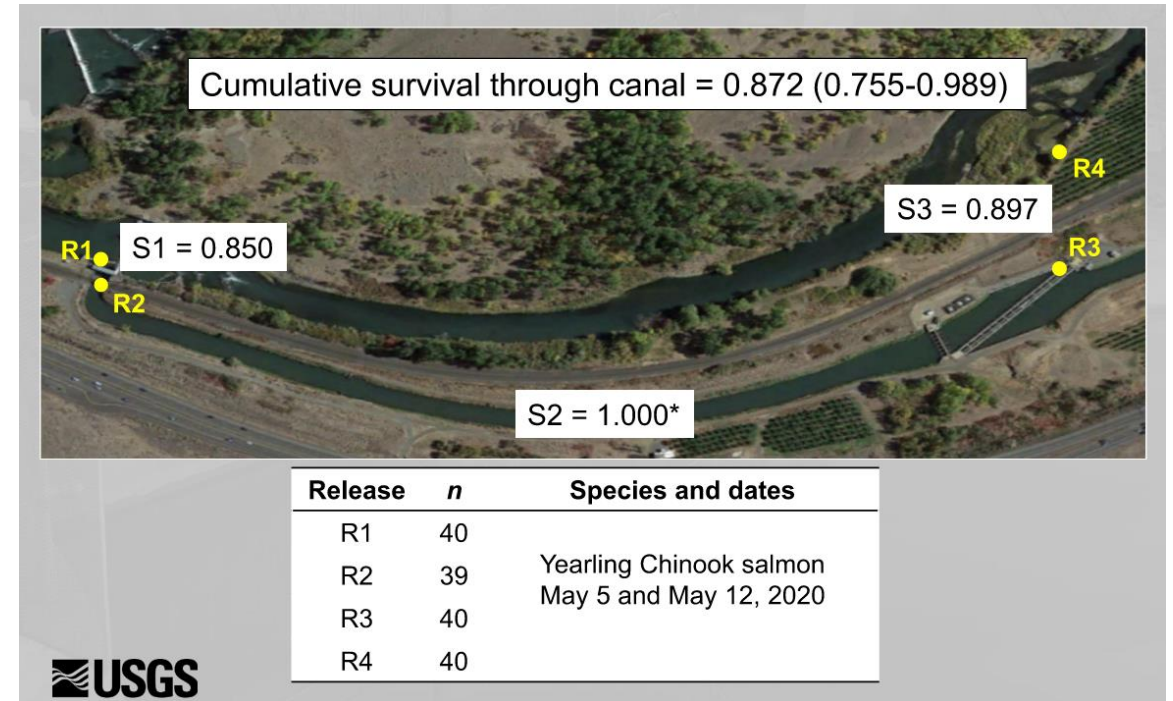 Cumulative survival through canal = 0.872 (0.755-0.989)
R4
S3 = 0.897
R1
S1 = 0.850
R3
R2
S2 = 1.000*
Release n Species and dates
R1 40
R2 39
Yearling Chinook salmon
May 5 and May 12, 2020
R3 40
R4 40
USGS